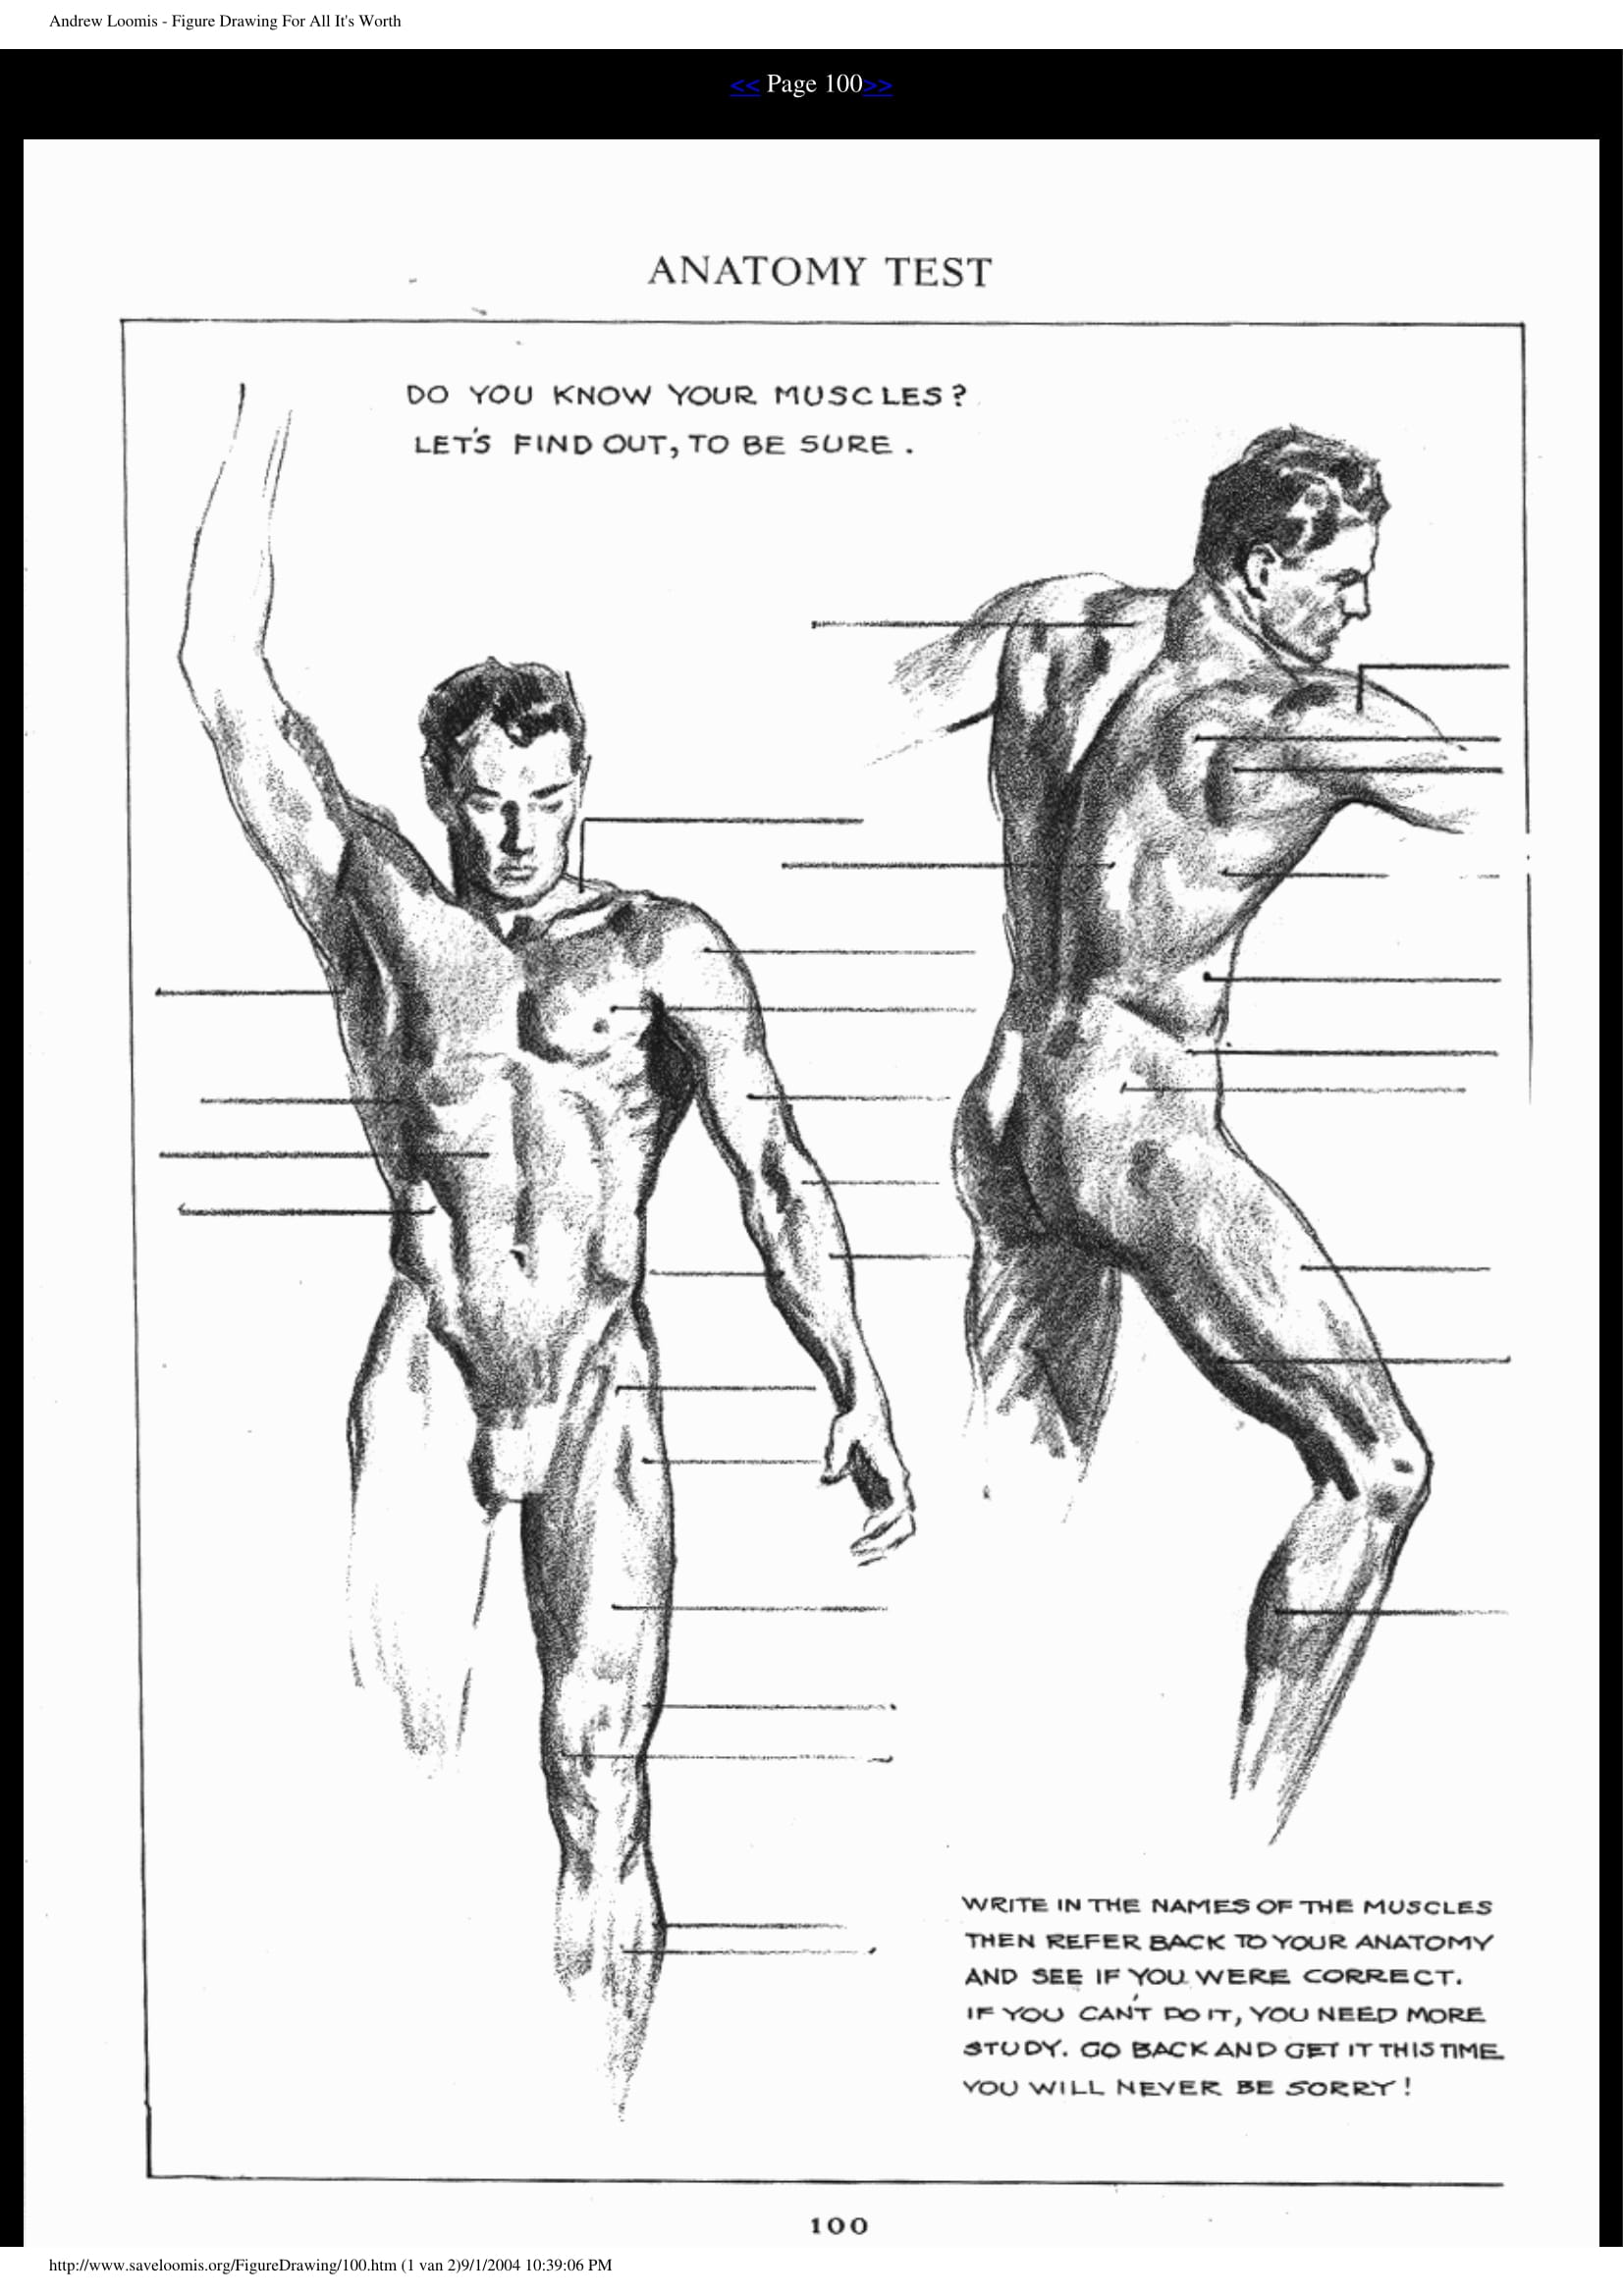 Andrew Loomis - Figure Drawing For All It's Worth
<< Page 100>>
ANATOMY TEST
DO YOU KNOW YOUR MUSCLES?
LET'S FIND OUT, TO BE SURE.
WRITE IN THE NAMES OF THE MUSCLES
THEN REFER BACK TO YOUR ANATOMY
AND SEE IF YOU WERE CORRECT.
IF YOU CAN'T DO IT, YOU NEED MORE
STUDY. GO BACK AND GET IT THIS TIME
YOU WILL NEVER BE SORRY!
100
http://www.saveloomis.org/FigureDrawing/100.htm (1 van 2)9/1/2004 10:39:06 PM